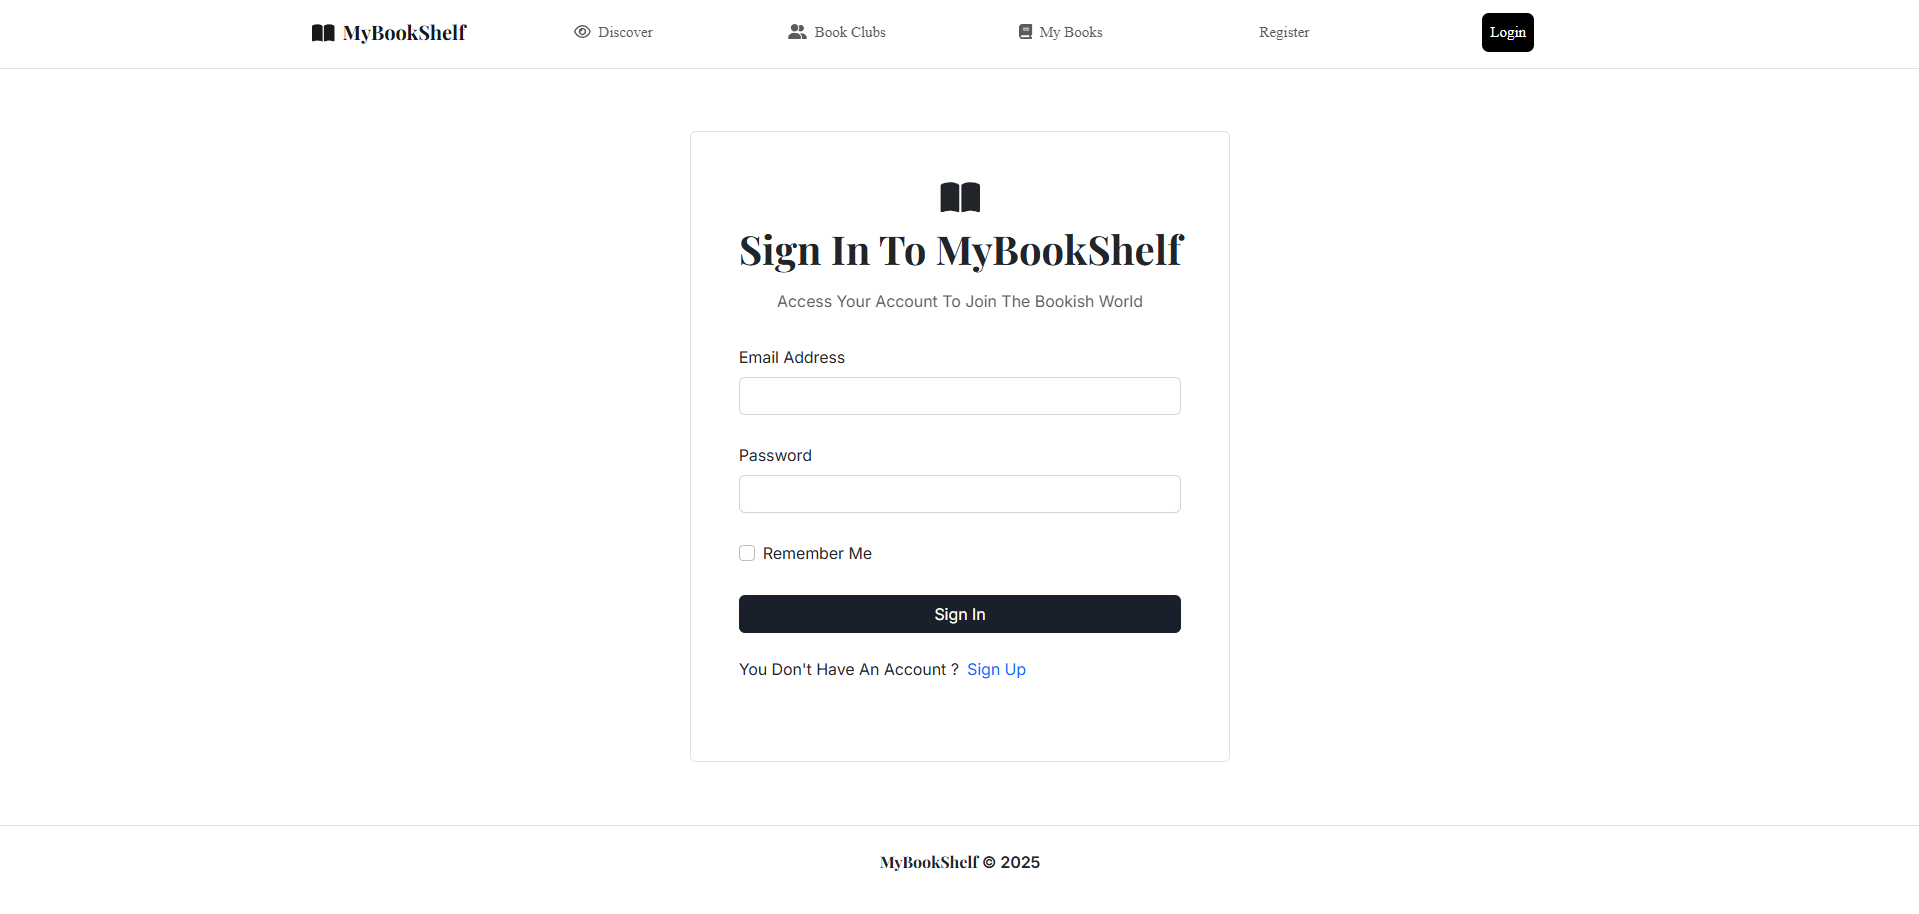 MyBookShelf Discover Book Clubs My Books Register Login
Sign In To MyBookShelf
Access Your Account To Join The Bookish World
Email Address
Password
Remember Me
Sign In
You Don't Have An Account ? Sign Up
MyBookShelf © 2025